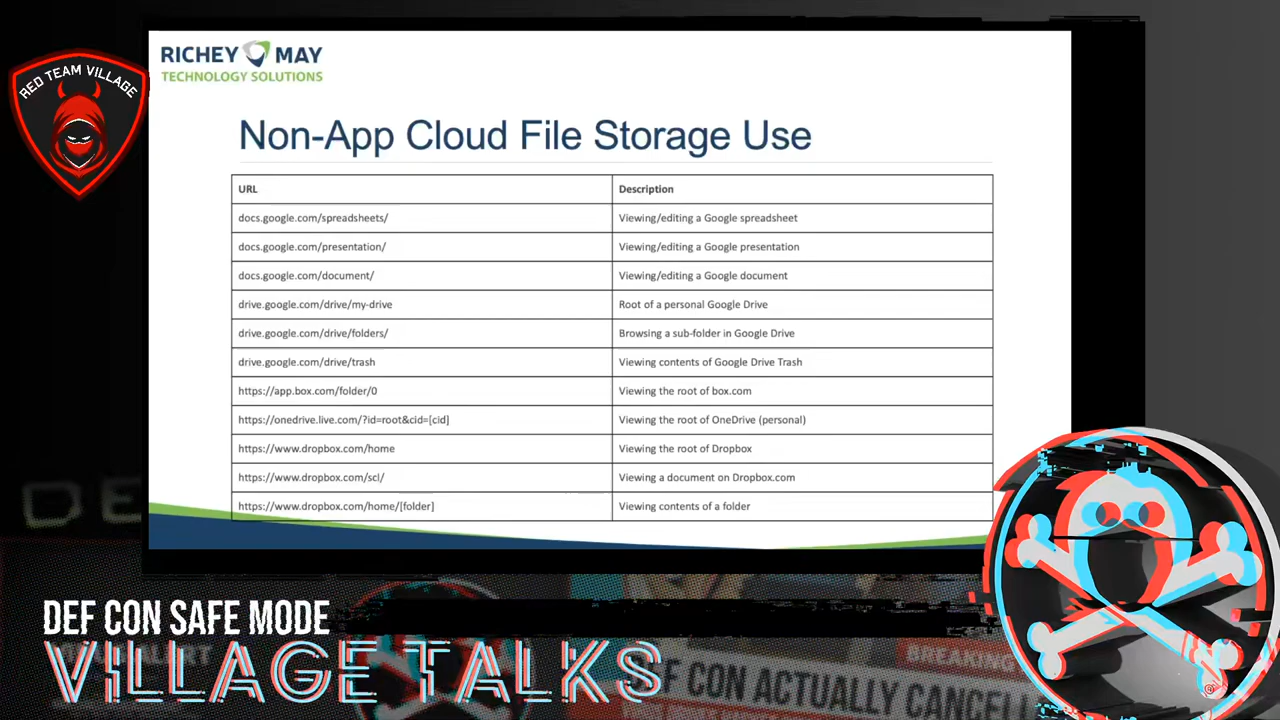 RED TEAM VILLAGE
RICHEY MAY
TECHNOLOGY SOLUTIONS
Non-App Cloud File Storage Use
URL Description
docs.google.com/spreadsheets/ Viewing/editing a Google spreadsheet
docs.google.com/presentation/ Viewing/editing a Google presentation
docs.google.com/document/ Viewing/editing a Google document
drive.google.com/drive/my-drive Root of a personal Google Drive
drive.google.com/drive/folders/ Browsing a sub-folder in Google Drive
drive.google.com/drive/trash Viewing contents of Google Drive Trash
https://app.box.com/folder/0 Viewing the root of box.com
https://onedrive.live.com/?id=root&cid=[cid] Viewing the root of OneDrive (personal)
https://www.dropbox.com/home Viewing the root of Dropbox
https://www.dropbox.com/scl/ Viewing a document on Dropbox.com
https://www.dropbox.com/home/[folder] Viewing contents of a folder
DE
DEF CON SAFE MODE
VILLAGE TALKS
BREAKING
DEF CON ACTUALLY CANCEL